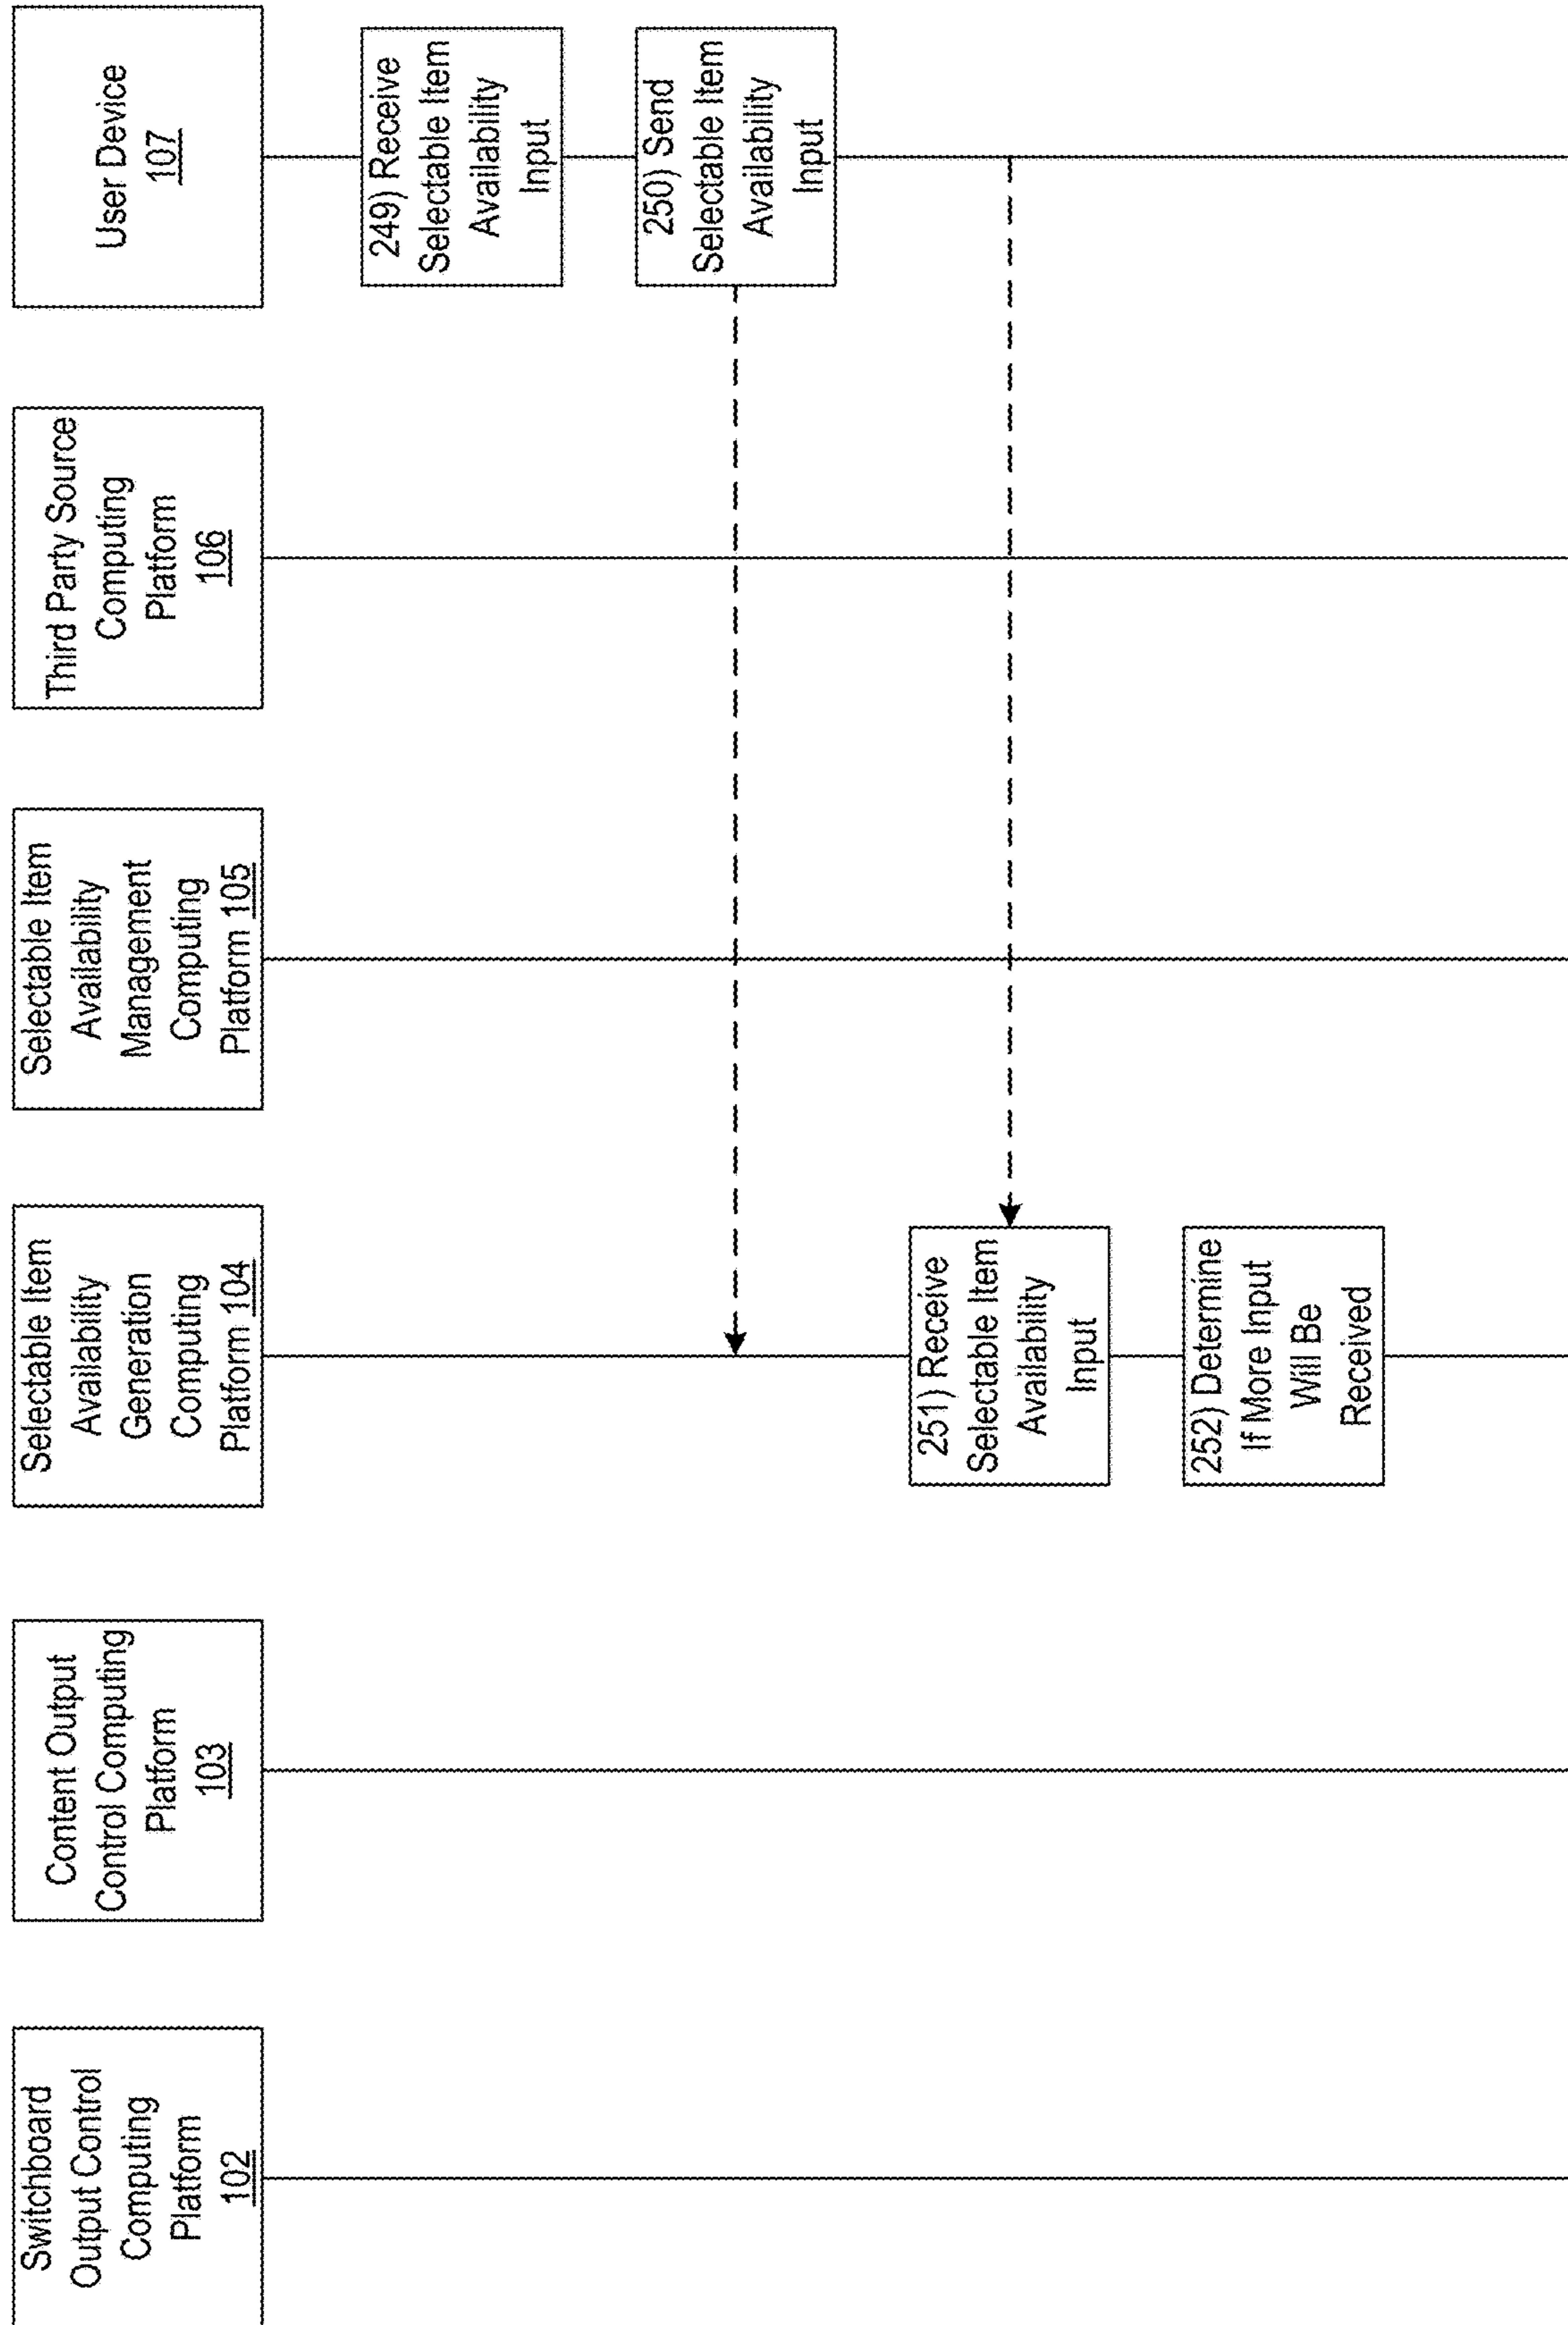 Switchboard
Output Control
Computing
Platform
102
Content Output
Control Computing
Platform
103
Selectable Item
Availability
Generation
Computing
Platform 104
Selectable Item
Availability
Management
Computing
Platform 105
Third Party Source
Computing
Platform
106
User Device
107
249) Receive
Selectable Item
Availability
Input
250) Send
Selectable Item
Availability
Input
251) Receive
Selectable Item
Availability
Input
252) Determine
If More Input
Will Be
Received